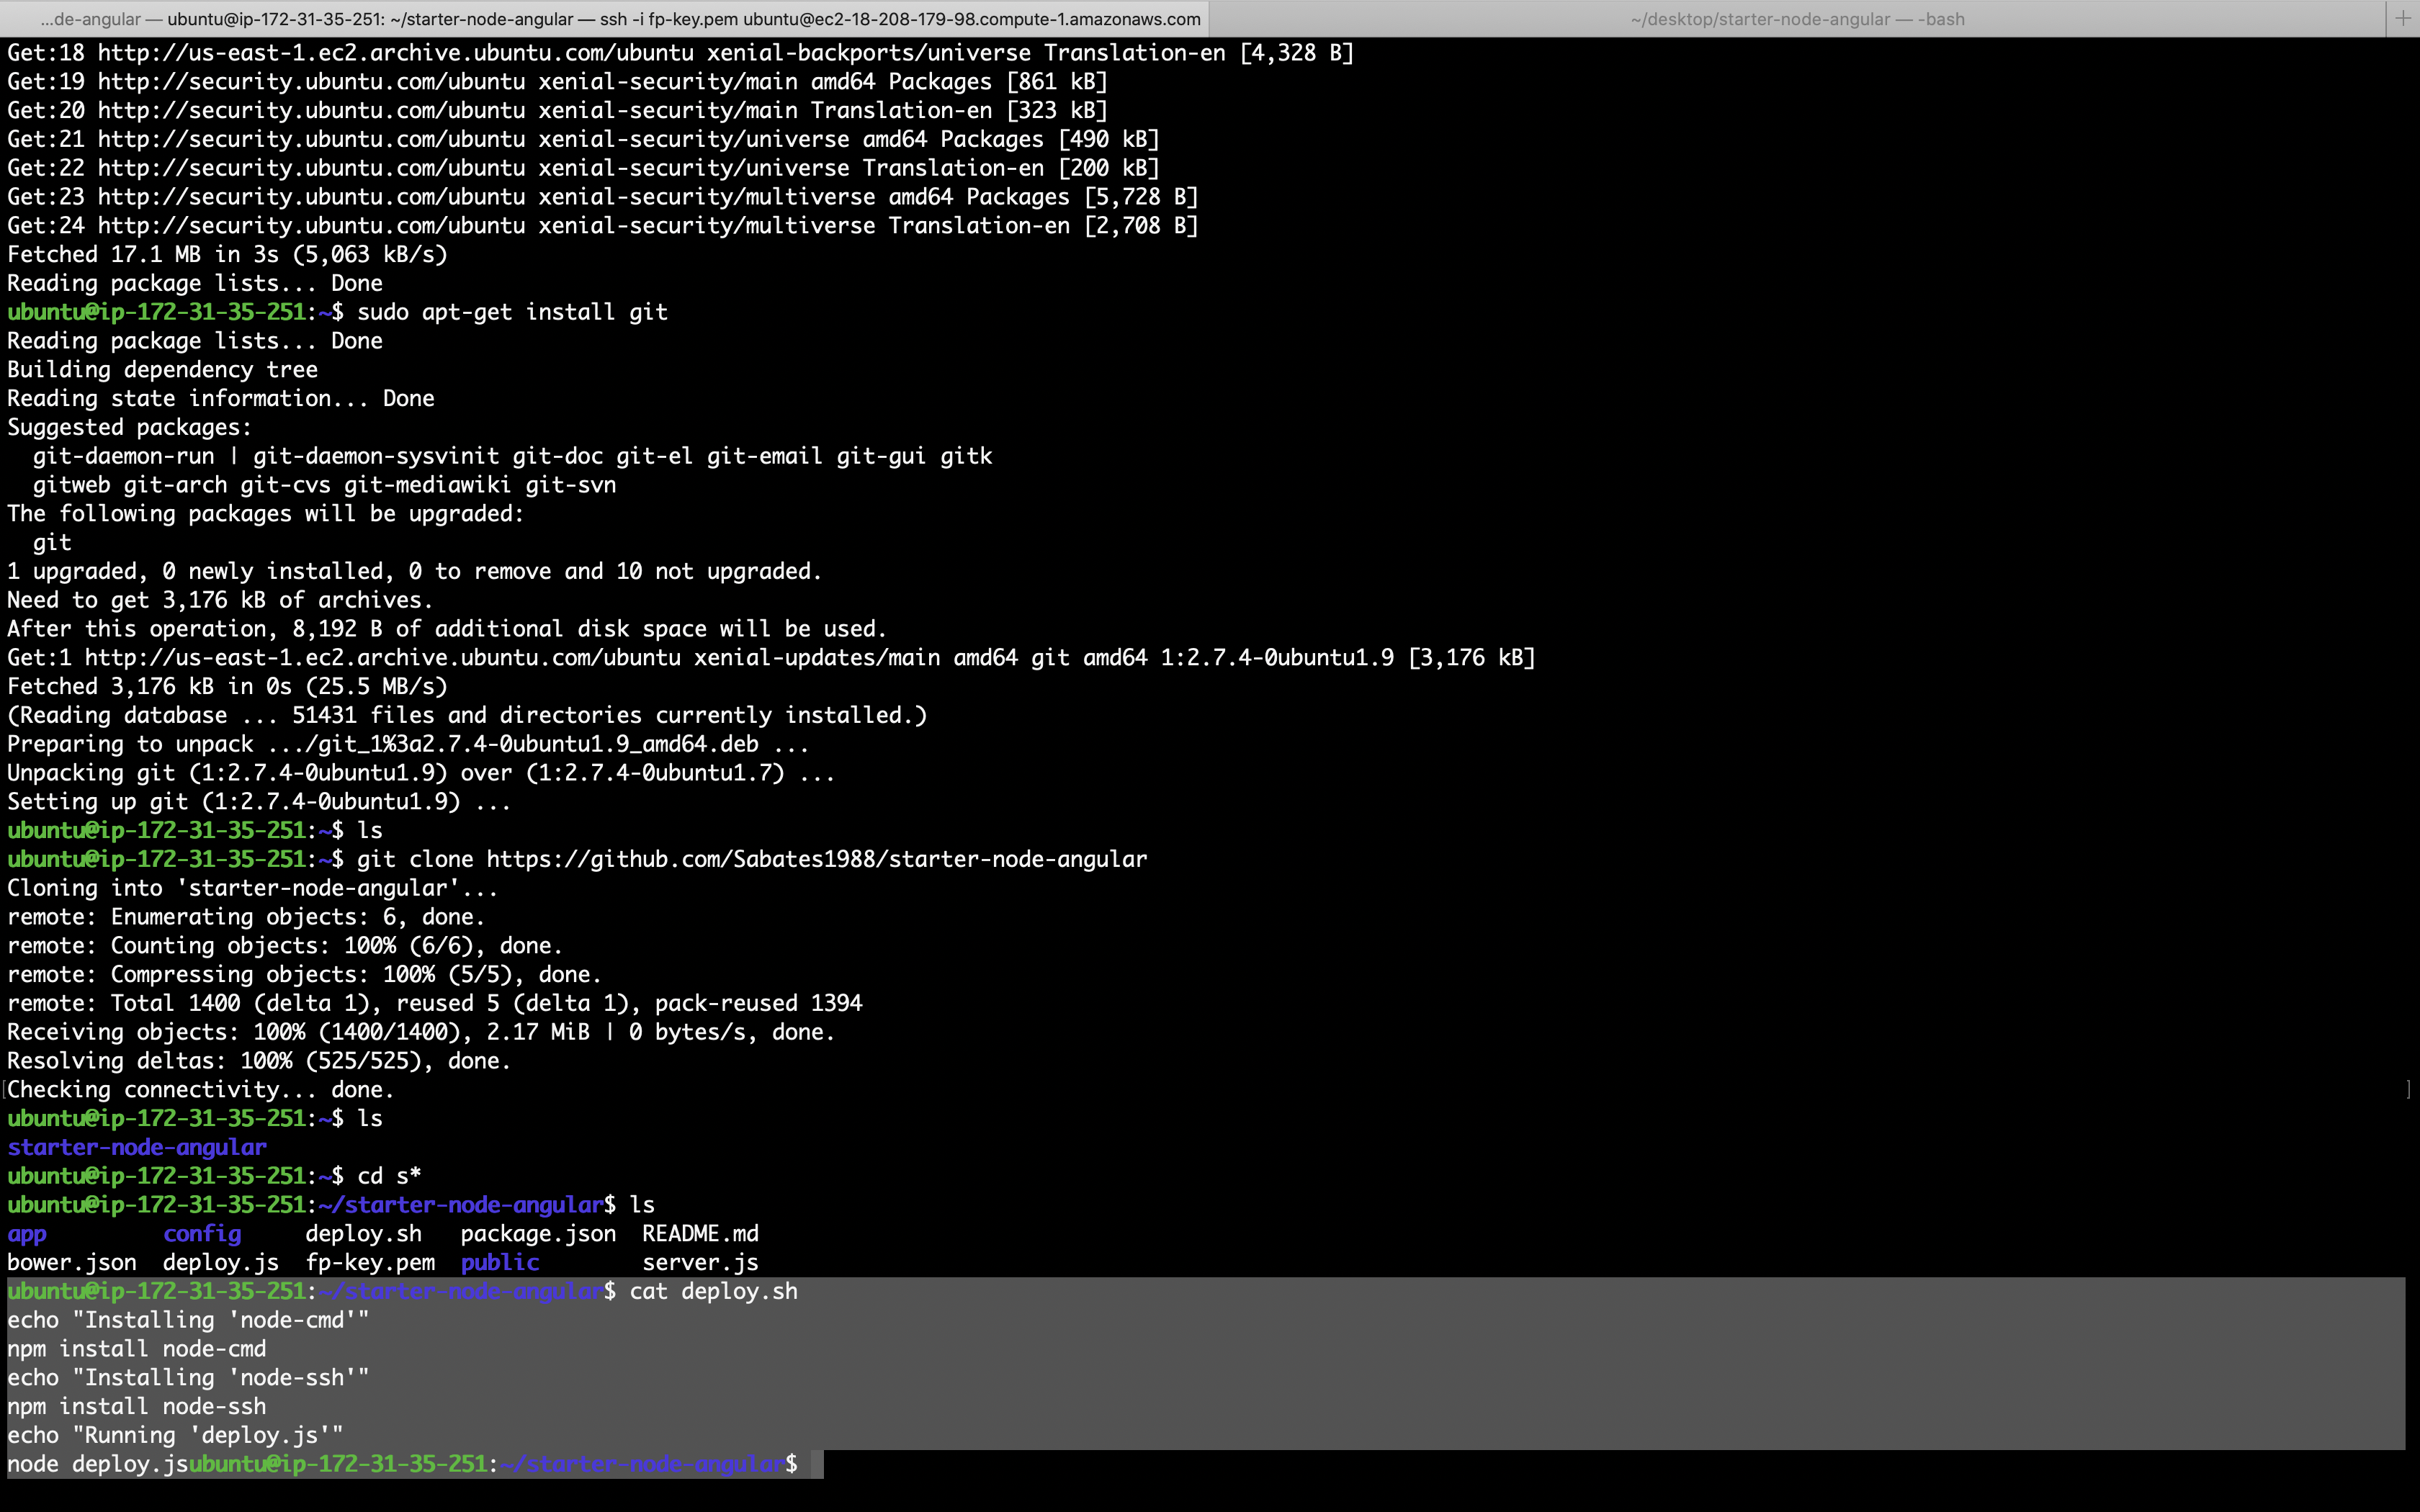 ...de-angular — ubuntu@ip-172-31-35-251: ~/starter-node-angular — ssh -i fp-key.pem ubuntu@ec2-18-208-179-98.compute-1.amazonaws.com
~/desktop/starter-node-angular — -bash
+
Get:18 http://us-east-1.ec2.archive.ubuntu.com/ubuntu xenial-backports/universe Translation-en [4,328 B]
Get:19 http://security.ubuntu.com/ubuntu xenial-security/main amd64 Packages [861 kB]
Get:20 http://security.ubuntu.com/ubuntu xenial-security/main Translation-en [323 kB]
Get:21 http://security.ubuntu.com/ubuntu xenial-security/universe amd64 Packages [490 kB]
Get:22 http://security.ubuntu.com/ubuntu xenial-security/universe Translation-en [200 kB]
Get:23 http://security.ubuntu.com/ubuntu xenial-security/multiverse amd64 Packages [5,728 B]
Get:24 http://security.ubuntu.com/ubuntu xenial-security/multiverse Translation-en [2,708 B]
Fetched 17.1 MB in 3s (5,063 kB/s)
Reading package lists... Done
ubuntu@ip-172-31-35-251:~$ sudo apt-get install git
Reading package lists... Done
Building dependency tree
Reading state information... Done
Suggested packages:
  git-daemon-run | git-daemon-sysvinit git-doc git-el git-email git-gui gitk
  gitweb git-arch git-cvs git-mediawiki git-svn
The following packages will be upgraded:
  git
1 upgraded, 0 newly installed, 0 to remove and 10 not upgraded.
Need to get 3,176 kB of archives.
After this operation, 8,192 B of additional disk space will be used.
Get:1 http://us-east-1.ec2.archive.ubuntu.com/ubuntu xenial-updates/main amd64 git amd64 1:2.7.4-0ubuntu1.9 [3,176 kB]
Fetched 3,176 kB in 0s (25.5 MB/s)
(Reading database ... 51431 files and directories currently installed.)
Preparing to unpack .../git_1%3a2.7.4-0ubuntu1.9_amd64.deb ...
Unpacking git (1:2.7.4-0ubuntu1.9) over (1:2.7.4-0ubuntu1.7) ...
Setting up git (1:2.7.4-0ubuntu1.9) ...
ubuntu@ip-172-31-35-251:~$ ls
ubuntu@ip-172-31-35-251:~$ git clone https://github.com/Sabates1988/starter-node-angular
Cloning into 'starter-node-angular'...
remote: Enumerating objects: 6, done.
remote: Counting objects: 100% (6/6), done.
remote: Compressing objects: 100% (5/5), done.
remote: Total 1400 (delta 1), reused 5 (delta 1), pack-reused 1394
Receiving objects: 100% (1400/1400), 2.17 MiB | 0 bytes/s, done.
Resolving deltas: 100% (525/525), done.
[Checking connectivity... done. ]
ubuntu@ip-172-31-35-251:~$ ls
starter-node-angular
ubuntu@ip-172-31-35-251:~$ cd s*
ubuntu@ip-172-31-35-251:~/starter-node-angular$ ls
app         config     deploy.sh   package.json  README.md
bower.json  deploy.js  fp-key.pem  public        server.js
ubuntu@ip-172-31-35-251:~/starter-node-angular$ cat deploy.sh
echo "Installing 'node-cmd'"
npm install node-cmd
echo "Installing 'node-ssh'"
npm install node-ssh
echo "Running 'deploy.js'"
node deploy.jsubuntu@ip-172-31-35-251:~/starter-node-angular$